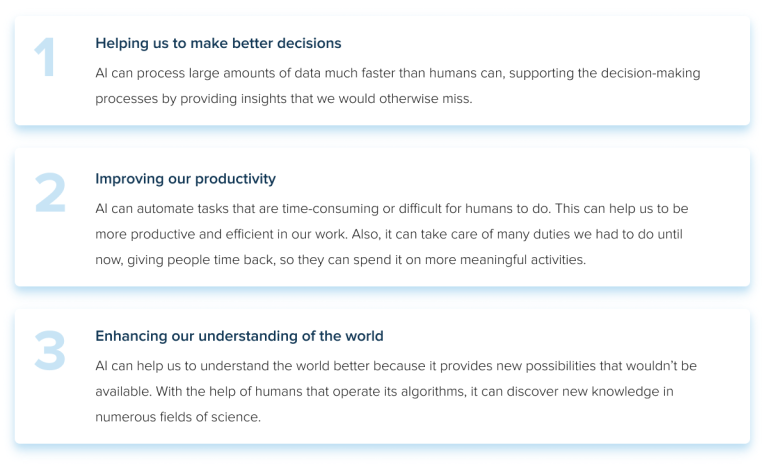 1
Helping us to make better decisions
AI can process large amounts of data much faster than humans can, supporting the decision-making
processes by providing insights that we would otherwise miss.
2
Improving our productivity
AI can automate tasks that are time-consuming or difficult for humans to do. This can help us to be
more productive and efficient in our work. Also, it can take care of many duties we had to do until
now, giving people time back, so they can spend it on more meaningful activities.
3
Enhancing our understanding of the world
AI can help us to understand the world better because it provides new possibilities that wouldn't be
available. With the help of humans that operate its algorithms, it can discover new knowledge in
numerous fields of science.